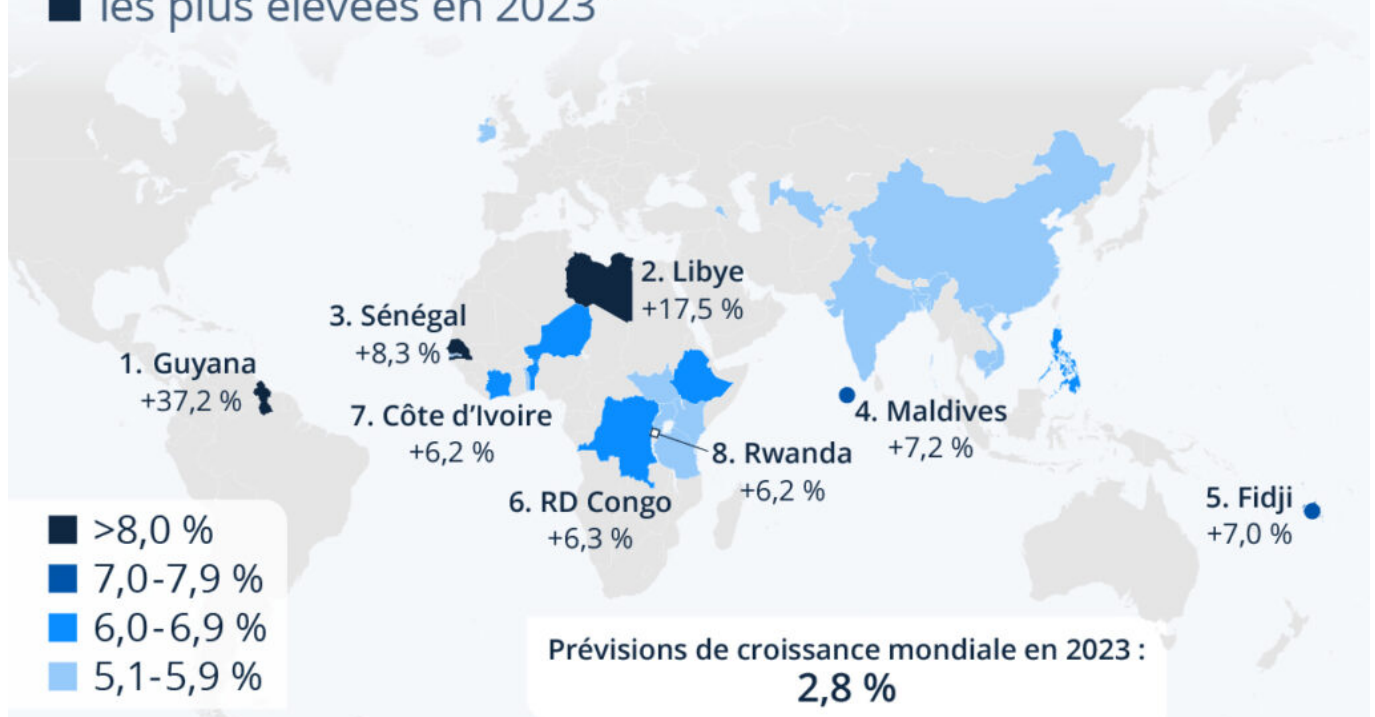 les plus élevées en 2023
2. Libye
+17,5 %
3. Sénégal
+8,3 %
1. Guyana
+37,2 %
7. Côte d’Ivoire
+6,2 %
4. Maldives
+7,2 %
8. Rwanda
+6,2 %
6. RD Congo
+6,3 %
5. Fidji
+7,0 %
>8,0 %
7,0-7,9 %
6,0-6,9 %
5,1-5,9 %
Prévisions de croissance mondiale en 2023 :
2,8 %